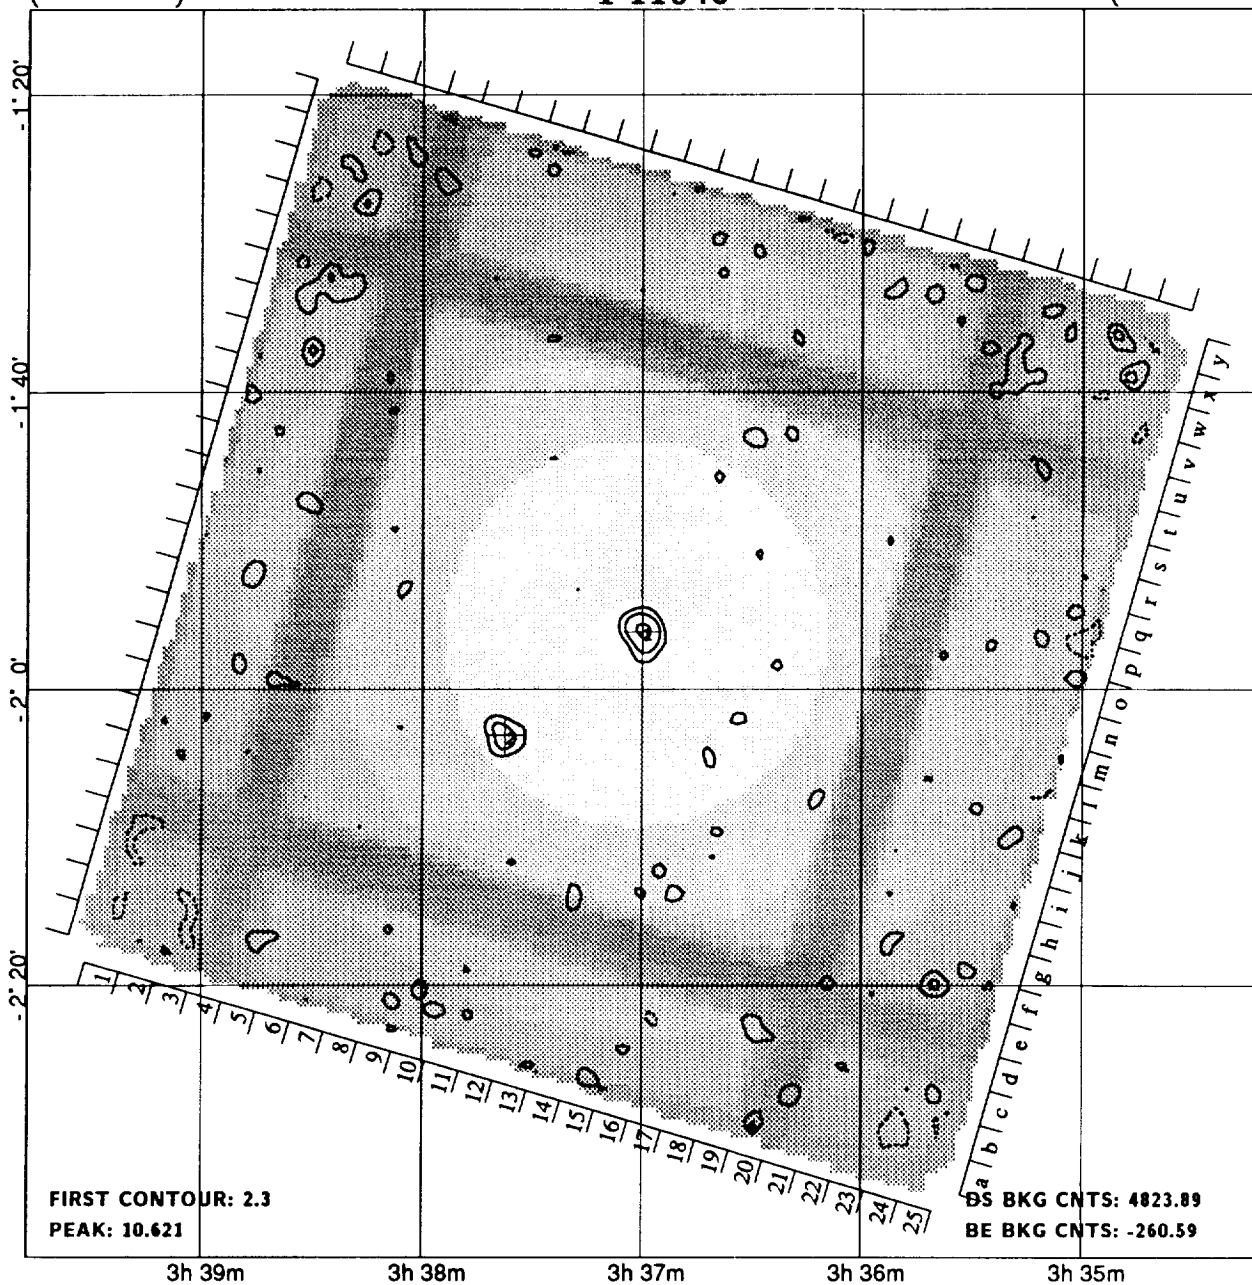 -1° 20'
-1° 40'
-2° 0'
-2° 20'
1 2 3 4 5 6 7 8 9 10 11 12 13 14 15 16 17 18 19 20 21 22 23 24 25
a b c d e f g h i j k l m n o p q r s t u v w x y
FIRST CONTOUR: 2.3
PEAK: 10.621
DS BKG CNTS: 4823.89
BE BKG CNTS: -260.59
3h 39m 3h 38m 3h 37m 3h 36m 3h 35m